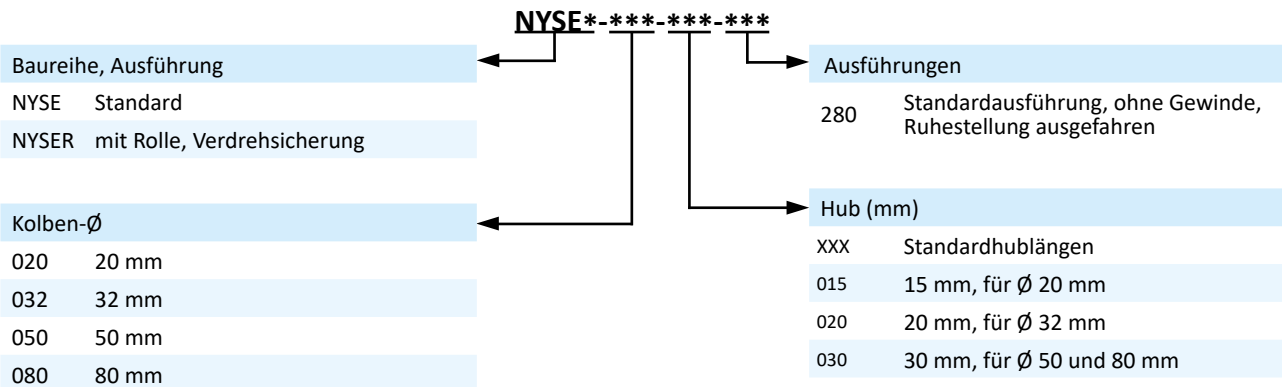 NYSE*-***-***-***
Baureihe, Ausführung
NYSE Standard
NYSER mit Rolle, Verdrehsicherung
Kolben-Ø
020 20 mm
032 32 mm
050 50 mm
080 80 mm
Ausführungen
280 Standardausführung, ohne Gewinde,
Ruhestellung ausgefahren
Hub (mm)
XXX Standardhublängen
015 15 mm, für Ø 20 mm
020 20 mm, für Ø 32 mm
030 30 mm, für Ø 50 und 80 mm